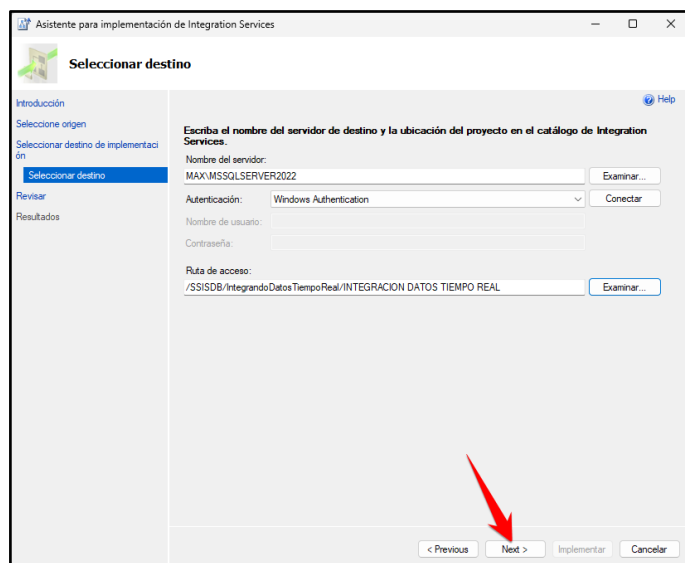 Asistente para implementación de Integration Services
Seleccionar destino
Help
Introducción
Seleccione origen
Seleccionar destino de implementaci
ón
Seleccionar destino
Revisar
Resultados
Escriba el nombre del servidor de destino y la ubicación del proyecto en el catálogo de Integration
Services.
Nombre del servidor:
MAX\MSSQLSERVER2022 Examinar...
Autenticación: Windows Authentication Conectar
Nombre de usuario:
Contraseña:
Ruta de acceso:
/SSISDB/IntegrandoDatosTiempoReal/INTEGRACION DATOS TIEMPO REAL Examinar...
< Previous Next > Implementar Cancelar